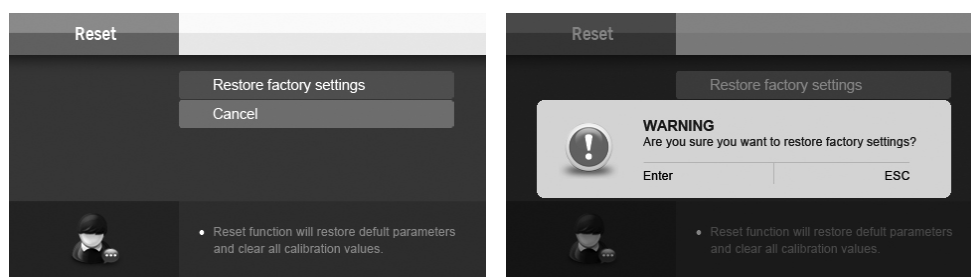 Reset
Restore factory settings
Cancel
• Reset function will restore defult parameters
and clear all calibration values.
Reset
Restore factory settings
WARNING
Are you sure you want to restore factory settings?
Enter ESC
• Reset function will restore defult parameters
and clear all calibration values.